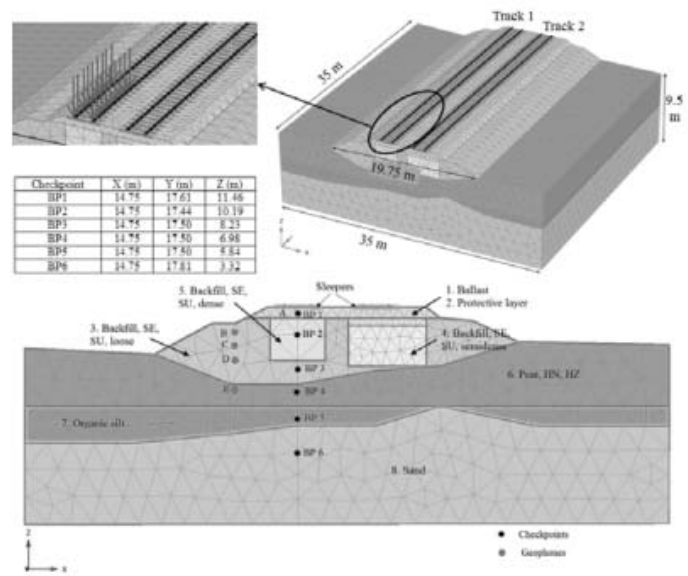 Track 1
Track 2
35 m
9.5
m
19.75 m
35 m
Checkpoint X (m) Y (m) Z (m)
BP1 14.75 17.61 11.46
BP2 14.75 17.44 10.19
BP3 14.75 17.50 8.23
BP4 14.75 17.50 6.98
BP5 14.75 17.50 5.84
BP6 14.75 17.81 3.32
Sleepers
5. Backfill, SE,
SU, dense
1. Ballast
2. Protective layer
3. Backfill, SE,
SU, loose
A
BP 1
B
BP 2
C
D
4. Backfill, SE,
SU, semidense
BP 3
6. Peat, HN, HZ
E
BP 4
BP 5
7. Organic silts
BP 6
8. Sand
z
x
Checkpoints
Geophones